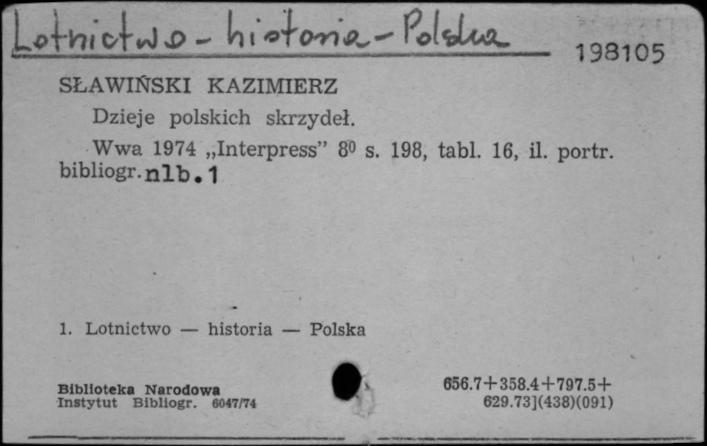 Lotnictwo - historia - Polska
198105
SŁAWIŃSKI KAZIMIERZ
Dzieje polskich skrzydeł.
Wwa 1974 „Interpress” 8⁰ s. 198, tabl. 16, il. portr.
bibliogr. nlb.1
1. Lotnictwo — historia — Polska
Biblioteka Narodowa
Instytut Bibliogr. 6047/74
656.7+358.4+797.5+
629.73](438)(091)